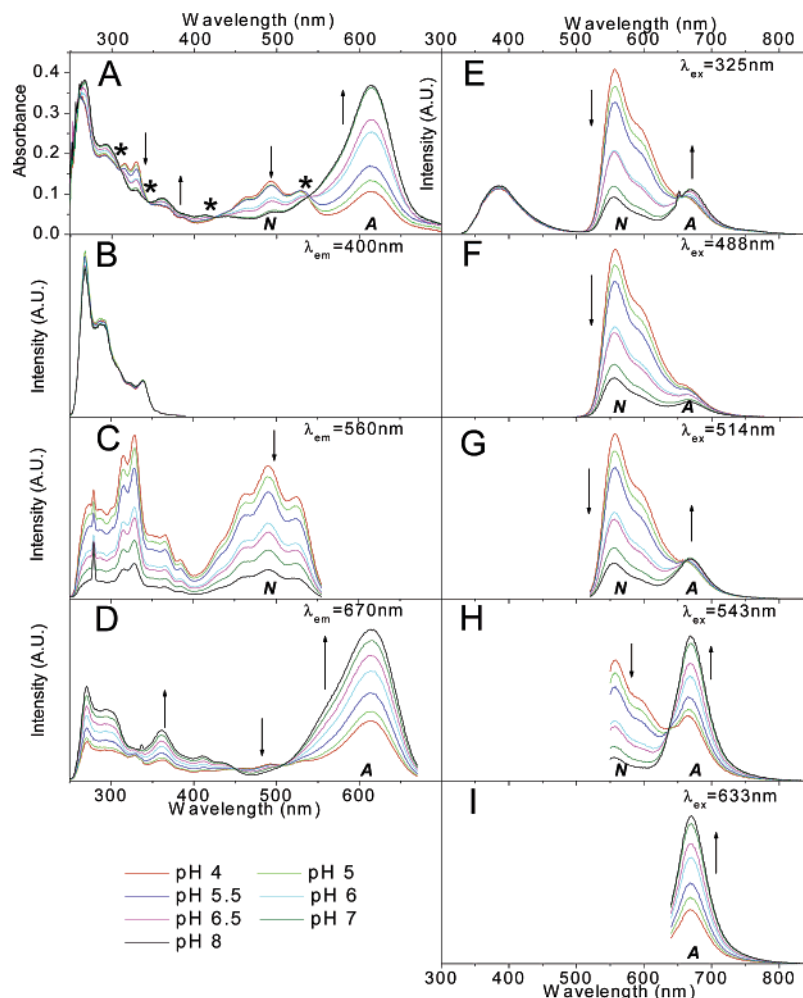 Wavelength (nm)
300 400 500 600 300
Wavelength (nm)
300 400 500 600 700 800
Absorbance
0.4
0.3
0.2
0.1
0.0
A
* * * *
N A
Intensity (A.U.)
E
λex=325nm
N A
Intensity (A.U.)
B
λem=400nm
F
λex=488nm
N A
Intensity (A.U.)
C
λem=560nm
N
G
λex=514nm
N A
Intensity (A.U.)
D
λem=670nm
A
H
λex=543nm
N A
300 400 500 600
Wavelength (nm)
I
λex=633nm
A
pH 4 pH 5
pH 5.5 pH 6
pH 6.5 pH 7
pH 8
300 400 500 600 700 800
Wavelength (nm)